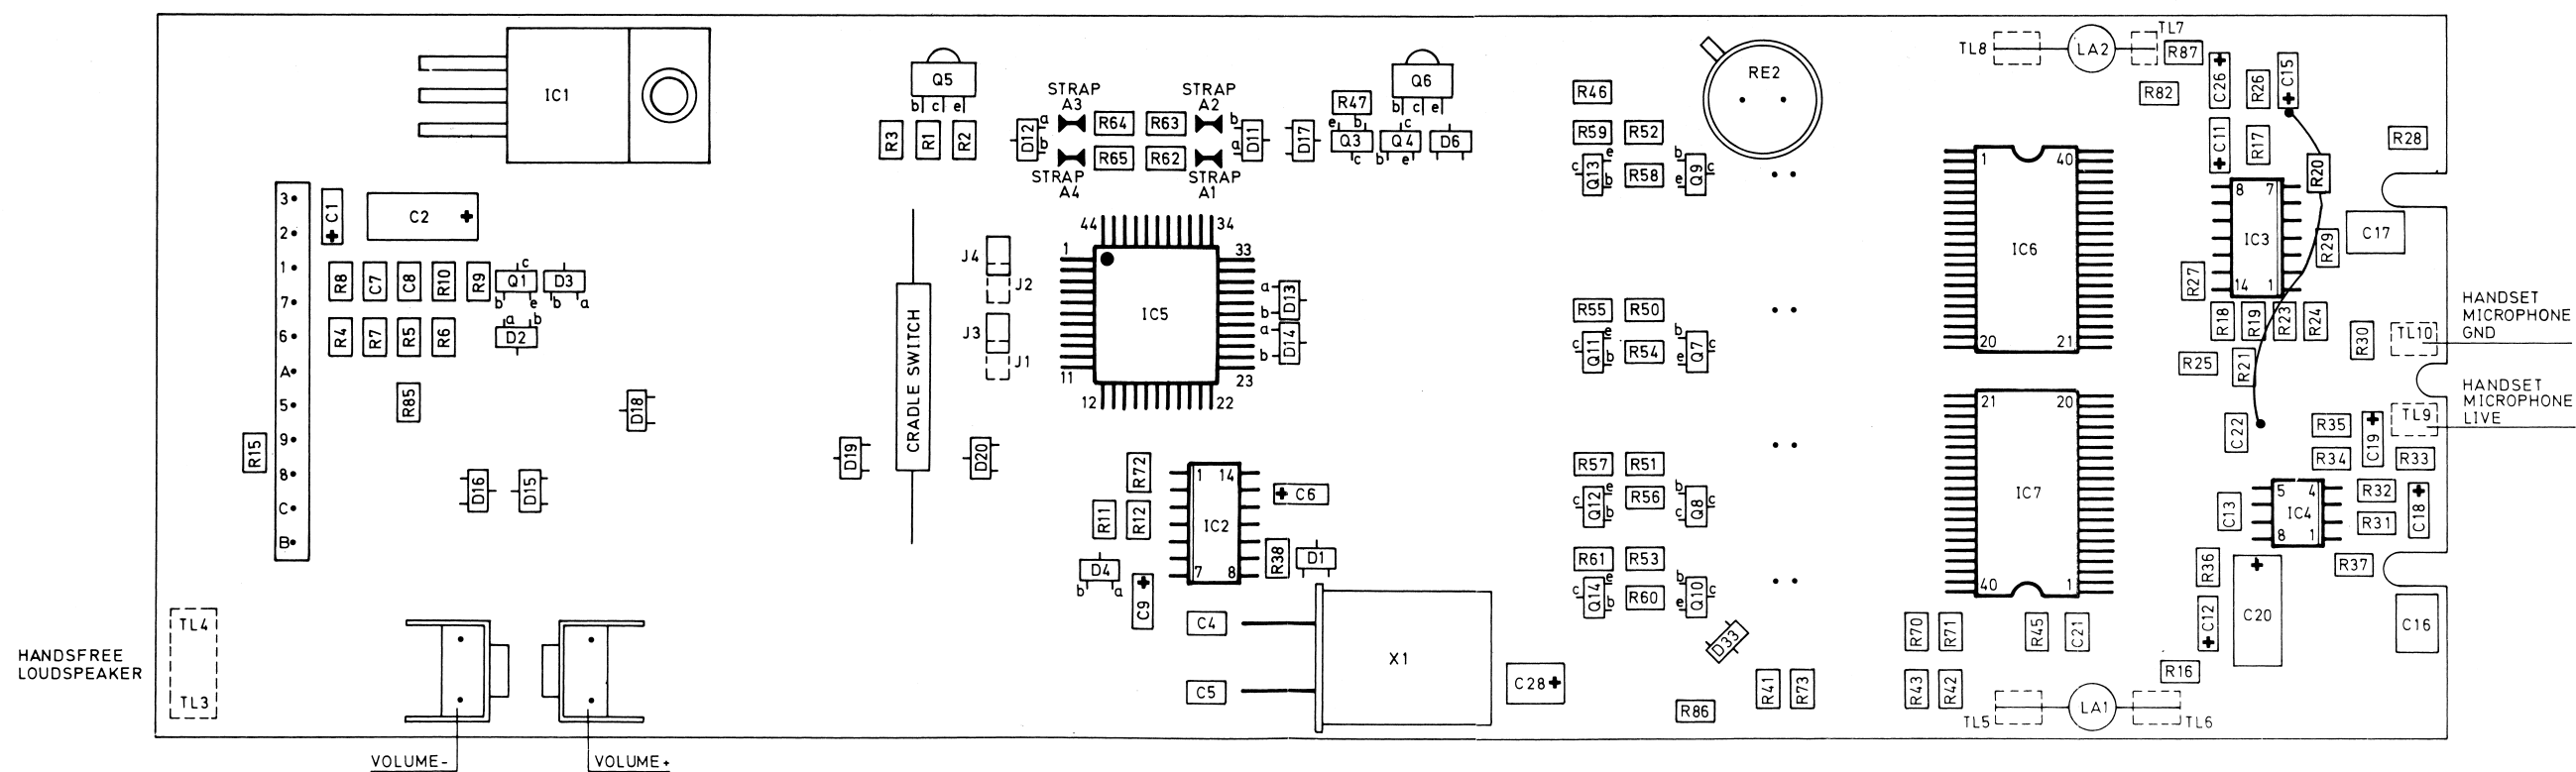 IC1
Q5
b c e
Q6
b c e
STRAP A3
STRAP A2
STRAP A4
STRAP A1
R3
R1
R2
D12
a
b
R64
R63
R65
R62
b
a
D11
D17
R47
e b
Q3
c
c
Q4
b e
D6
R46
R59
R52
c
Q13
e
b
R58
b
e
Q9
c
RE2
TL8
LA2
TL7
R87
R82
C26+
R26
C15
+
C11
+
R17
R20
R28
3
2
1
7
6
A
5
9
8
C
B
C1
+
C2 +
R8
C7
C8
R10
R9
c
Q1
b e
D3
b a
R4
R7
R5
R6
a b
D2
R85
D18
R15
D16
D15
D19
D20
CRADLE SWITCH
J4
J2
J3
J1
44
34
1
33
IC5
11
23
12
22
a
b
D13
a
b
D14
R55
R50
c
Q11
e
b
R54
b
e
Q7
c
1
40
IC6
20
21
8
7
IC3
14
1
R29
C17
R27
R18
R19
R23
R24
R25
R21
R30
TL10
HANDSET
MICROPHONE
GND
HANDSET
MICROPHONE
LIVE
TL9
R72
R11
R12
1
14
IC2
7
8
+ C6
R38
D1
D4
b a
C9+
C4
C5
X1
C28+
R57
R51
c
Q12
e
b
R56
b
c
Q8
c
R61
R53
c
Q14
e
b
R60
b
e
Q10
c
D33
R86
R41
R73
21
20
IC7
40
1
R70
R71
R45
C21
R43
R42
C22
R35
C19+
R34
R33
C13
5
4
IC4
8
1
R32
R31
C18+
R36
R37
C12
+
+
C20
C16
R16
TL5
LA1
TL6
HANDSFREE
LOUDSPEAKER
TL4
TL3
VOLUME-
VOLUME+